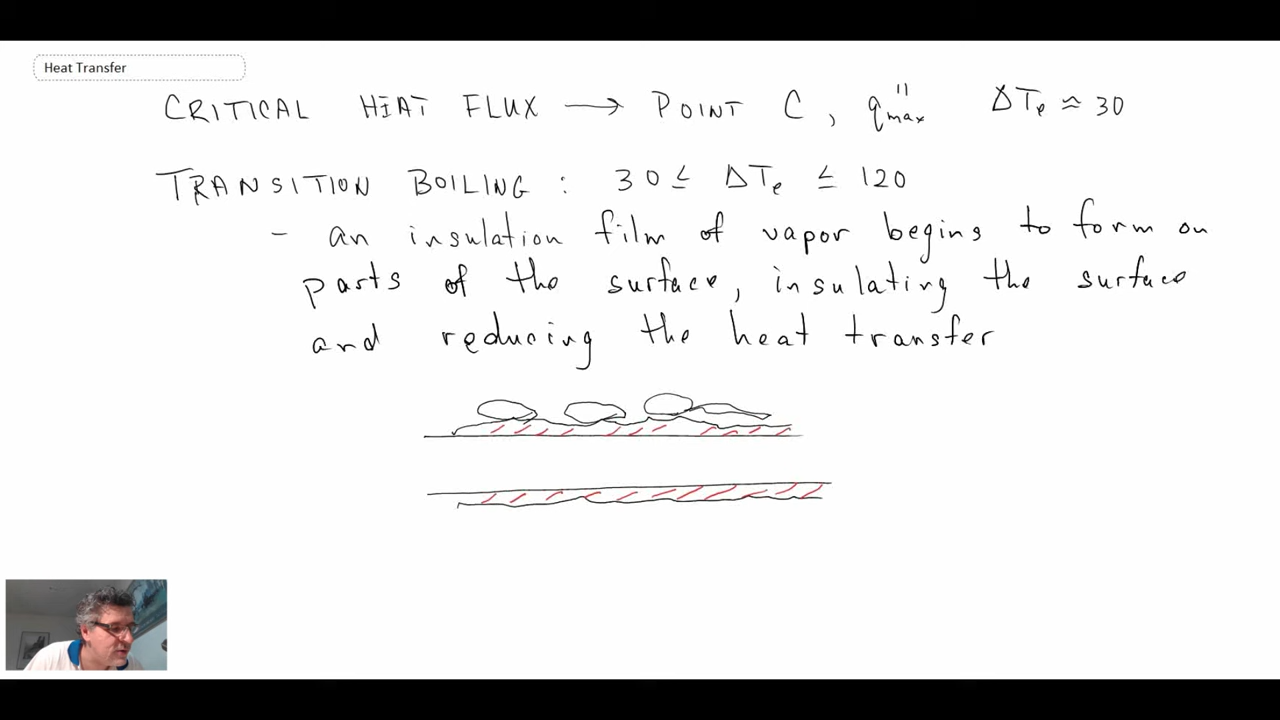 Heat Transfer
CRITICAL HEAT FLUX → POINT C, q''max ΔTe ≈ 30
TRANSITION BOILING : 30 ≤ ΔTe ≤ 120
- an insulation film of vapor begins to form on
parts of the surface, insulating the surface
and reducing the heat transfer